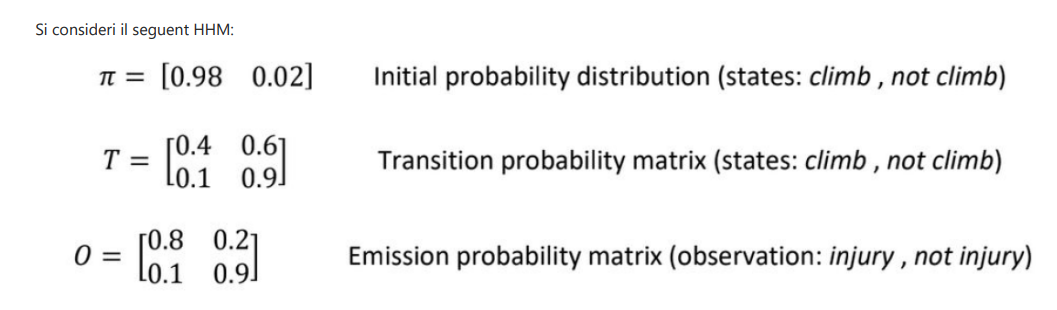 Si consideri il seguent HHM:
π = [0.98 0.02] Initial probability distribution (states: climb , not climb)
T = [0.4 0.6
0.1 0.9] Transition probability matrix (states: climb , not climb)
O = [0.8 0.2
0.1 0.9] Emission probability matrix (observation: injury , not injury)